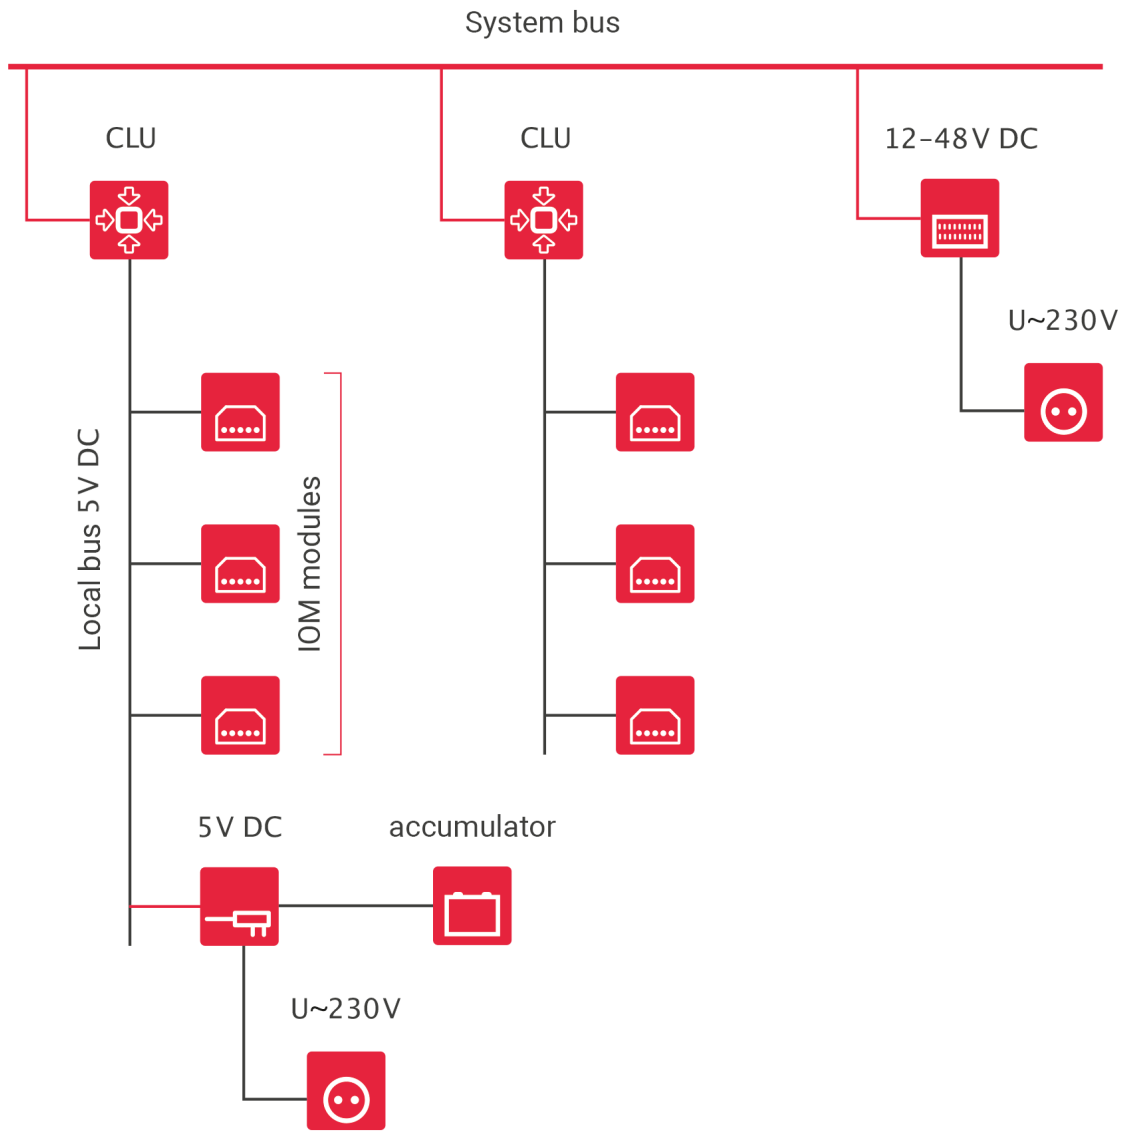 System bus
CLU
CLU
12–48V DC
U~230V
Local bus 5V DC
IOM modules
5V DC
accumulator
U~230V